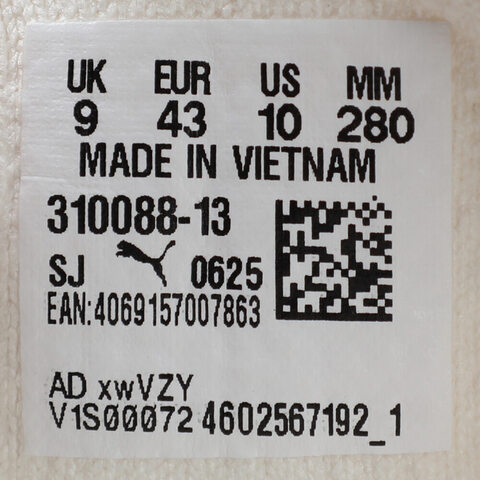 UK EUR US MM
9 43 10 280
MADE IN VIETNAM
310088-13
SJ 0625
EAN:4069157007863
AD xwVZY
V1S00072 4602567192_1